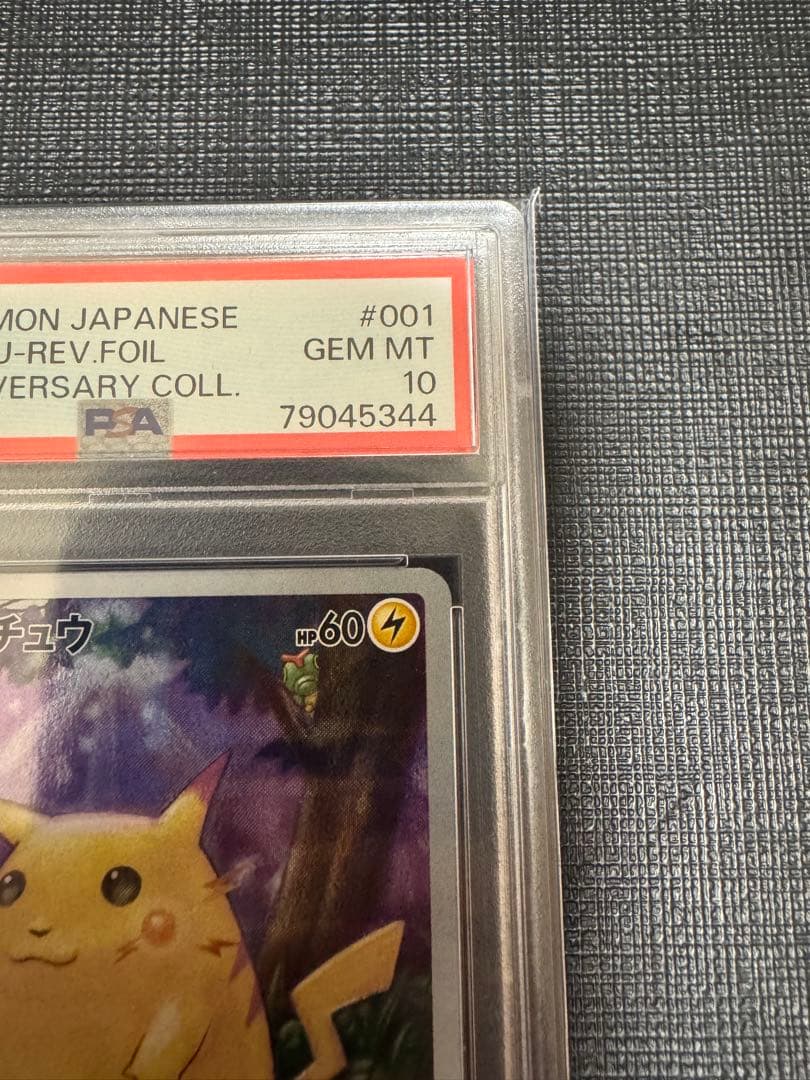 MON JAPANESE #001
U-REV.FOIL GEM MT
VERSARY COLL. 10
PSA 79045344
チュウ HP60